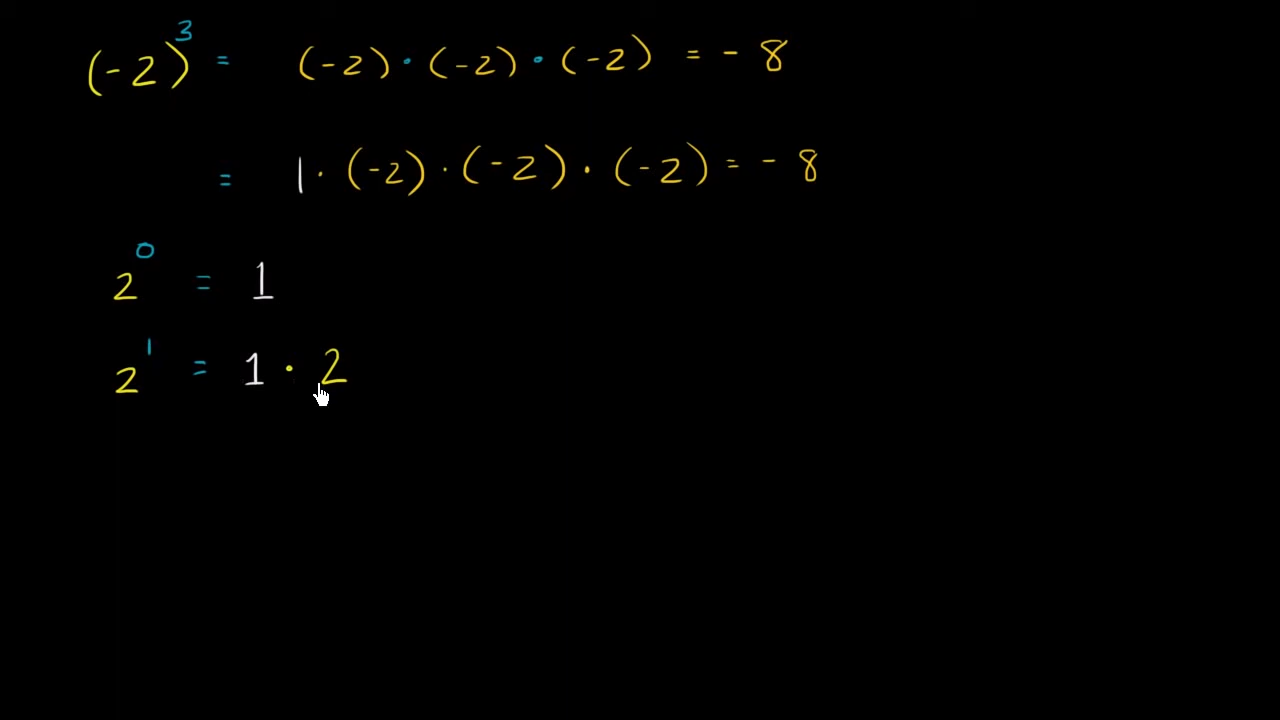 (-2)³ = (-2) · (-2) · (-2) = - 8
= 1 · (-2) · (-2) · (-2) = - 8
2⁰ = 1
2¹ = 1 · 2